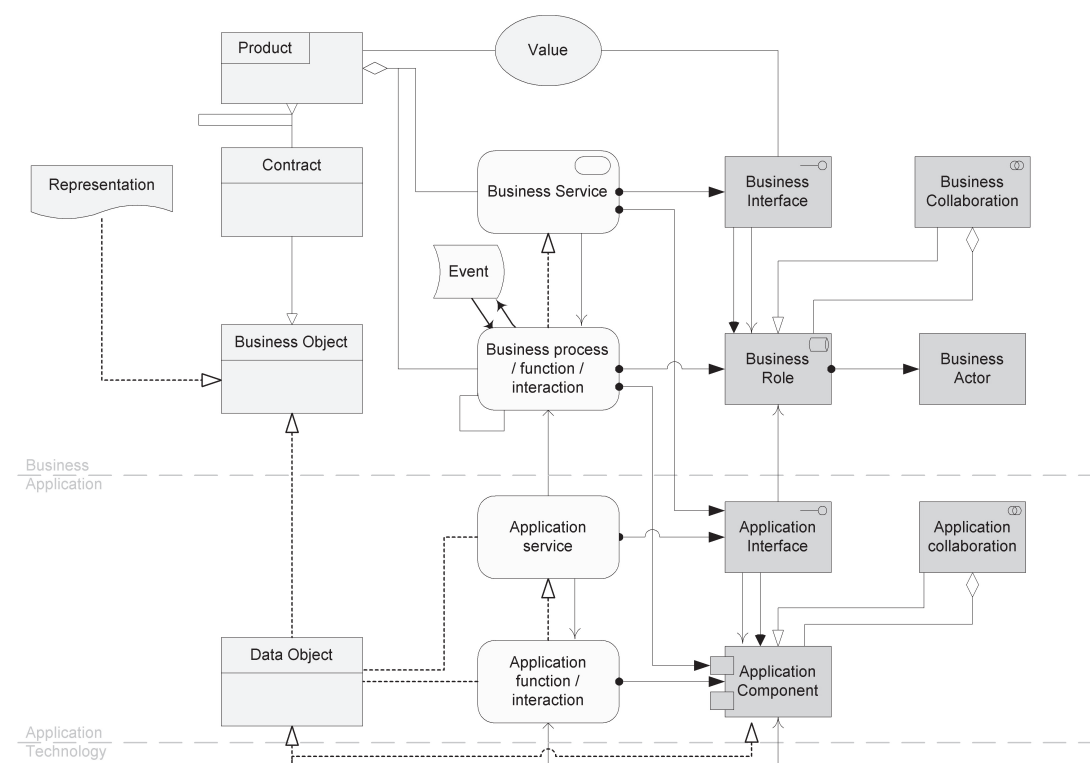 Product
Value
Contract
Representation
Business Service
Business
Interface
Business
Collaboration
Event
Business Object
Business process
/ function /
interaction
Business
Role
Business
Actor
Business
Application
Application
service
Application
Interface
Application
collaboration
Data Object
Application
function /
interaction
Application
Component
Application
Technology